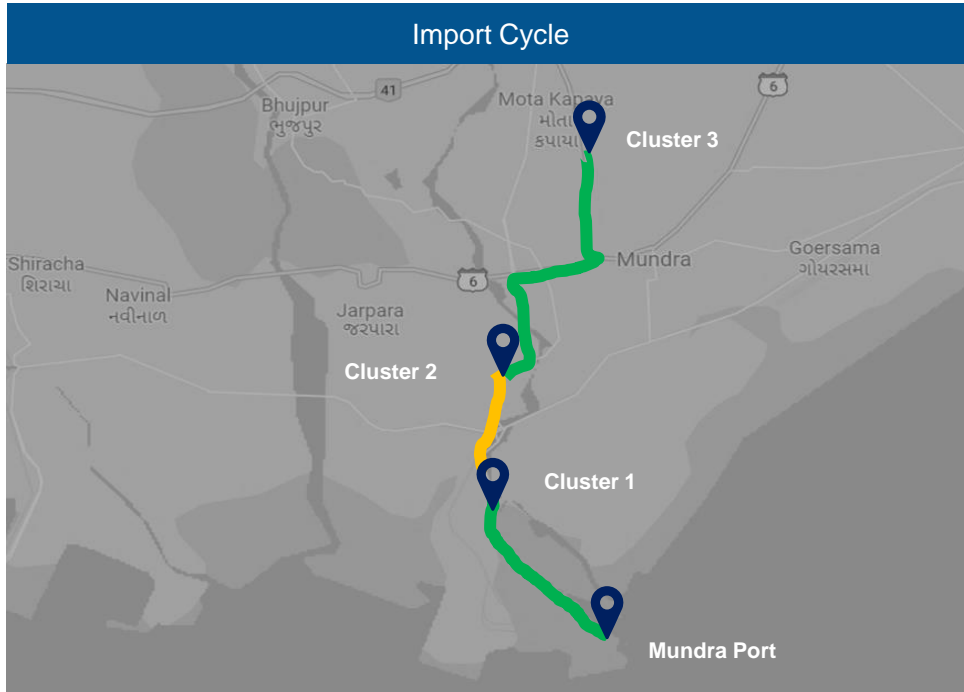 Import Cycle
41
Bhujpur
ભુજપુર
Mota Kapaya
મોતા
કપાયા
6
Cluster 3
Shiracha
શિરાચા
Navinal
નવીનાળ
6
Mundra
Goersama
ગોયરસમા
Jarpara
જરપારા
Cluster 2
Cluster 1
Mundra Port